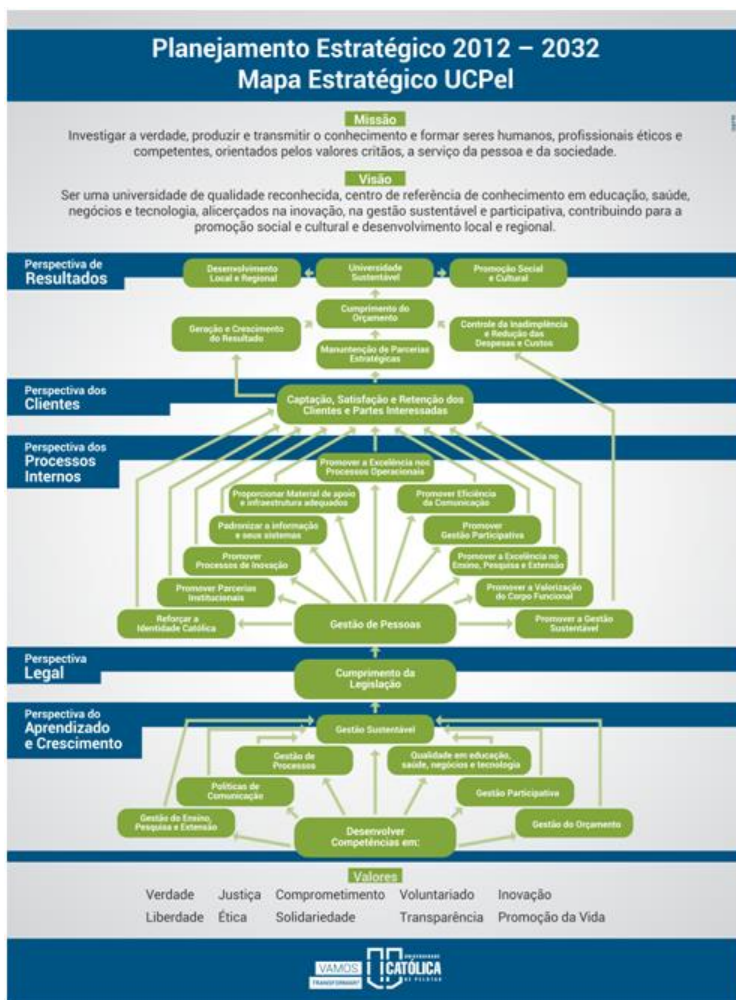 Planejamento Estratégico 2012 – 2032
Mapa Estratégico UCPel
Missão
Investigar a verdade, produzir e transmitir o conhecimento e formar seres humanos, profissionais éticos e
competentes, orientados pelos valores critãos, a serviço da pessoa e da sociedade.
Visão
Ser uma universidade de qualidade reconhecida, centro de referência de conhecimento em educação, saúde,
negócios e tecnologia, alicerçados na inovação, na gestão sustentável e participativa, contribuindo para a
promoção social e cultural e desenvolvimento local e regional.
Perspectiva de
Resultados
Desenvolvimento
Local e Regional
Universidade
Sustentável
Promoção Social
e Cultural
Cumprimento do
Orçamento
Geração e Crescimento
do Resultado
Controle da Inadimplência
e Redução das
Despesas e Custos
Manuntenção de Parcerias
Estratégicas
Perspectiva dos
Clientes
Captação, Satisfação e Retenção dos
Clientes e Partes Interessadas
Perspectiva dos
Processos
Internos
Promover a Excelência nos
Processos Operacionais
Proporcionar Material de apoio
e infraestrutura adequados
Promover Eficiência
da Comunicação
Padronizar a informação
e seus sistemas
Promover
Gestão Participativa
Promover
Processos de Inovação
Promover a Excelência no
Ensino, Pesquisa e Extensão
Promover Parcerias
Institucionais
Promover a Valorização
do Corpo Funcional
Reforçar a
Identidade Católica
Gestão de Pessoas
Promover a Gestão
Sustentável
Perspectiva
Legal
Cumprimento da
Legislação
Perspectiva do
Aprendizado
e Crescimento
Gestão Sustentável
Gestão de
Processos
Qualidade em educação,
saúde, negócios e tecnologia
Políticas de
Comunicação
Gestão Participativa
Gestão do Ensino,
Pesquisa e Extensão
Desenvolver
Competências em:
Gestão do Orçamento
Valores
Verdade Justiça Comprometimento Voluntariado Inovação
Liberdade Ética Solidariedade Transparência Promoção da Vida
VAMOS
TRANSFORMAR?
UNIVERSIDADE
CATÓLICA
DE PELOTAS